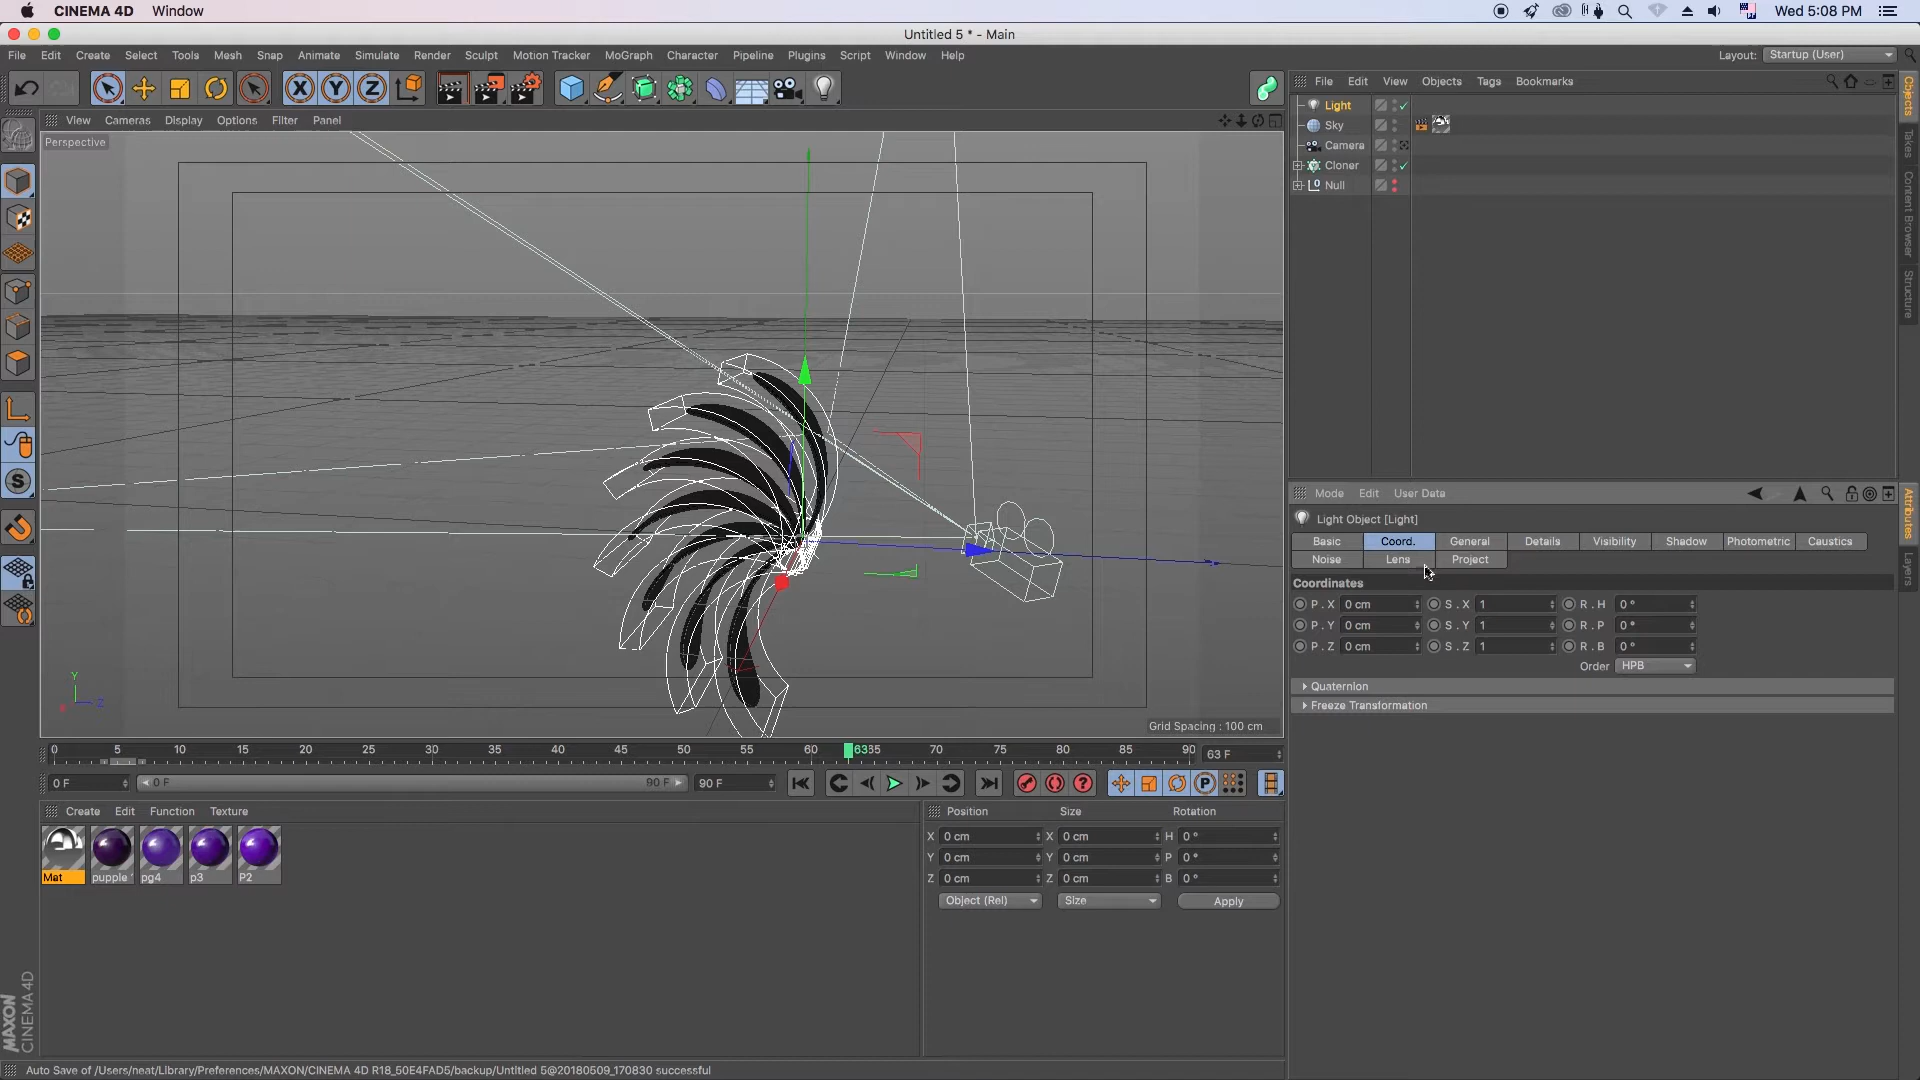 CINEMA 4D Window Wed 5:08 PM
Untitled 5 * - Main
File Edit Create Select Tools Mesh Snap Animate Simulate Render Sculpt Motion Tracker MoGraph Character Pipeline Plugins Script Window Help Layout: Startup (User)
File Edit View Objects Tags Bookmarks
View Cameras Display Options Filter Panel
Perspective
Light
Sky
Camera
Cloner
Null
Objects
Takes
Content Browser
Structure
Mode Edit User Data
Light Object [Light]
Basic Coord. General Details Visibility Shadow Photometric Caustics
Noise Lens Project
Coordinates
P . X 0 cm S . X 1 R . H 0 °
P . Y 0 cm S . Y 1 R . P 0 °
P . Z 0 cm S . Z 1 R . B 0 °
Order HPB
Quaternion
Freeze Transformation
Attributes
Layers
Y
Z
Grid Spacing : 100 cm
0 5 10 15 20 25 30 35 40 45 50 55 60 6335 70 75 80 85 90 63 F
0 F 0 F 90 F 90 F
Create Edit Function Texture
Mat pupple pg4 p3 P2
Position Size Rotation
X 0 cm X 0 cm H 0 °
Y 0 cm Y 0 cm P 0 °
Z 0 cm Z 0 cm B 0 °
Object (Rel) Size Apply
MAXON
CINEMA 4D
Auto Save of /Users/neat/Library/Preferences/MAXON/CINEMA 4D R18_50E4FAD5/backup/Untitled 5@20180509_170830 successful